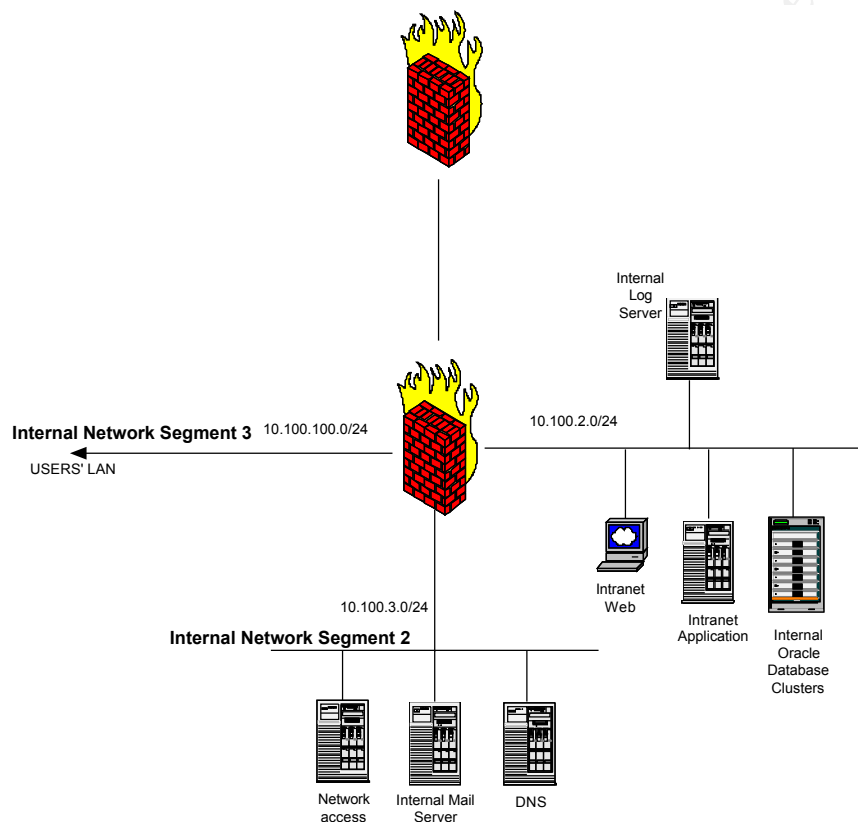 Internal
Log
Server
10.100.2.0/24
Internal Network Segment 3
10.100.100.0/24
USERS' LAN
Intranet
Web
Intranet
Application
Internal
Oracle
Database
Clusters
10.100.3.0/24
Internal Network Segment 2
Network
access
Internal Mail
Server
DNS